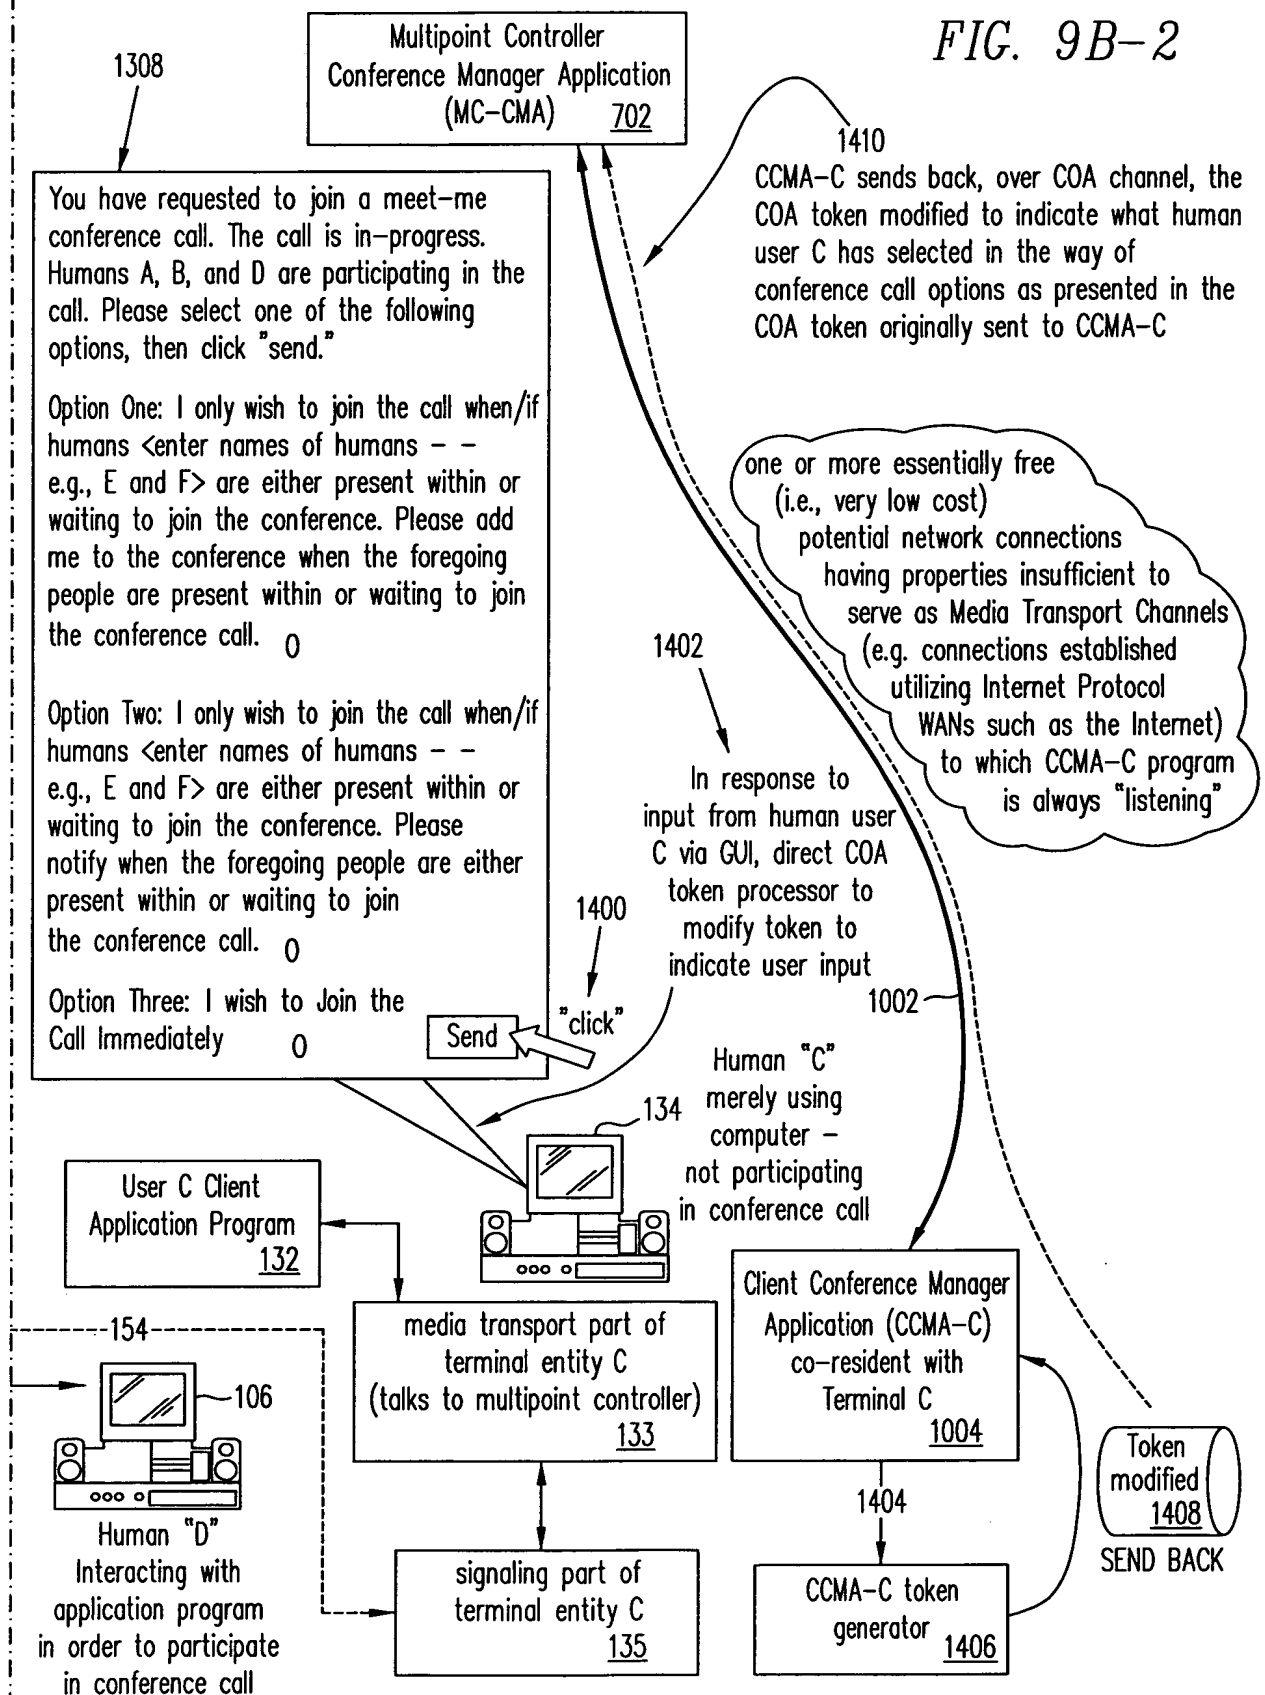 FIG. 9B-2
Multipoint Controller
Conference Manager Application
(MC-CMA) 702
1308
You have requested to join a meet-me
conference call. The call is in-progress.
Humans A, B, and D are participating in the
call. Please select one of the following
options, then click "send."
Option One: I only wish to join the call when/if
humans <enter names of humans - -
e.g., E and F> are either present within or
waiting to join the conference. Please add
me to the conference when the foregoing
people are present within or waiting to join
the conference call. 0
Option Two: I only wish to join the call when/if
humans <enter names of humans - -
e.g., E and F> are either present within or
waiting to join the conference. Please
notify when the foregoing people are either
present within or waiting to join
the conference call. 0
Option Three: I wish to Join the
Call Immediately 0
Send
1400
"click"
1410
CCMA-C sends back, over COA channel, the
COA token modified to indicate what human
user C has selected in the way of
conference call options as presented in the
COA token originally sent to CCMA-C
one or more essentially free
(i.e., very low cost)
potential network connections
having properties insufficient to
serve as Media Transport Channels
(e.g. connections established
utilizing Internet Protocol
WANs such as the Internet)
to which CCMA-C program
is always "listening"
1402
In response to
input from human user
C via GUI, direct COA
token processor to
modify token to
indicate user input
1002
Human "C"
merely using
computer -
not participating
in conference call
134
User C Client
Application Program
132
154
106
Human "D"
Interacting with
application program
in order to participate
in conference call
media transport part of
terminal entity C
(talks to multipoint controller)
133
signaling part of
terminal entity C
135
Client Conference Manager
Application (CCMA-C)
co-resident with
Terminal C
1004
1404
CCMA-C token
generator 1406
Token
modified
1408
SEND BACK